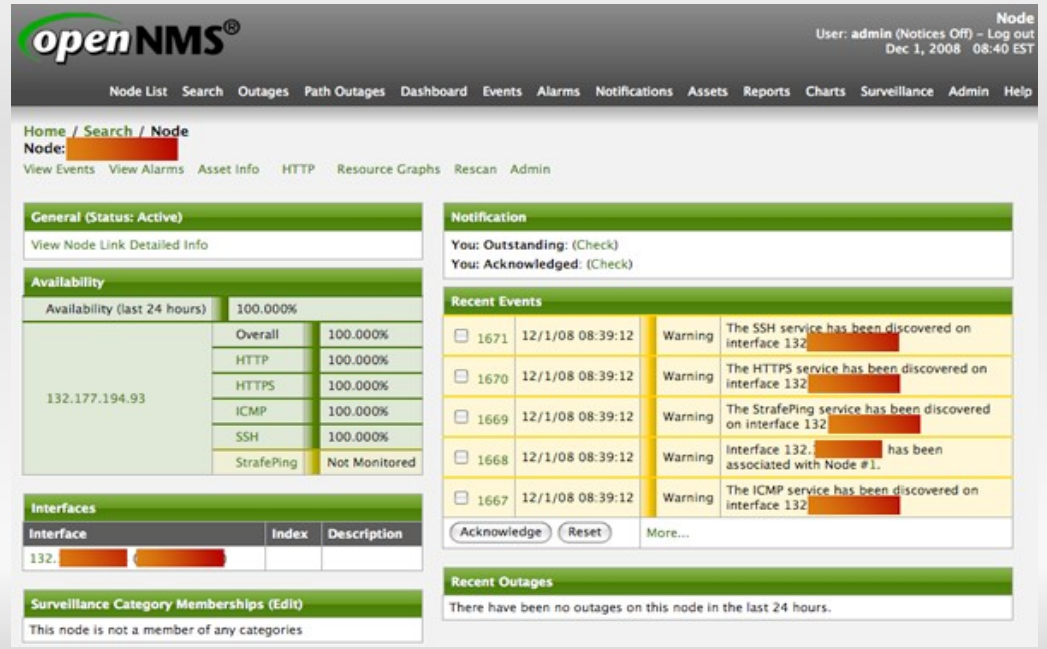 openNMS®
Node
User: admin (Notices Off) – Log out
Dec 1, 2008 08:40 EST
Node List Search Outages Path Outages Dashboard Events Alarms Notifications Assets Reports Charts Surveillance Admin Help
Home / Search / Node
Node:
View Events View Alarms Asset Info HTTP Resource Graphs Rescan Admin
General (Status: Active)
View Node Link Detailed Info
Availability
Availability (last 24 hours) 100.000%
132.177.194.93
Overall 100.000%
HTTP 100.000%
HTTPS 100.000%
ICMP 100.000%
SSH 100.000%
StrafePing Not Monitored
Interfaces
Interface Index Description
132. (
Surveillance Category Memberships (Edit)
This node is not a member of any categories
Notification
You: Outstanding: (Check)
You: Acknowledged: (Check)
Recent Events
1671 12/1/08 08:39:12 Warning The SSH service has been discovered on
interface 132
1670 12/1/08 08:39:12 Warning The HTTPS service has been discovered on
interface 132
1669 12/1/08 08:39:12 Warning The StrafePing service has been discovered
on interface 132
1668 12/1/08 08:39:12 Warning Interface 132. has been
associated with Node #1.
1667 12/1/08 08:39:12 Warning The ICMP service has been discovered on
interface 132
Acknowledge Reset More...
Recent Outages
There have been no outages on this node in the last 24 hours.